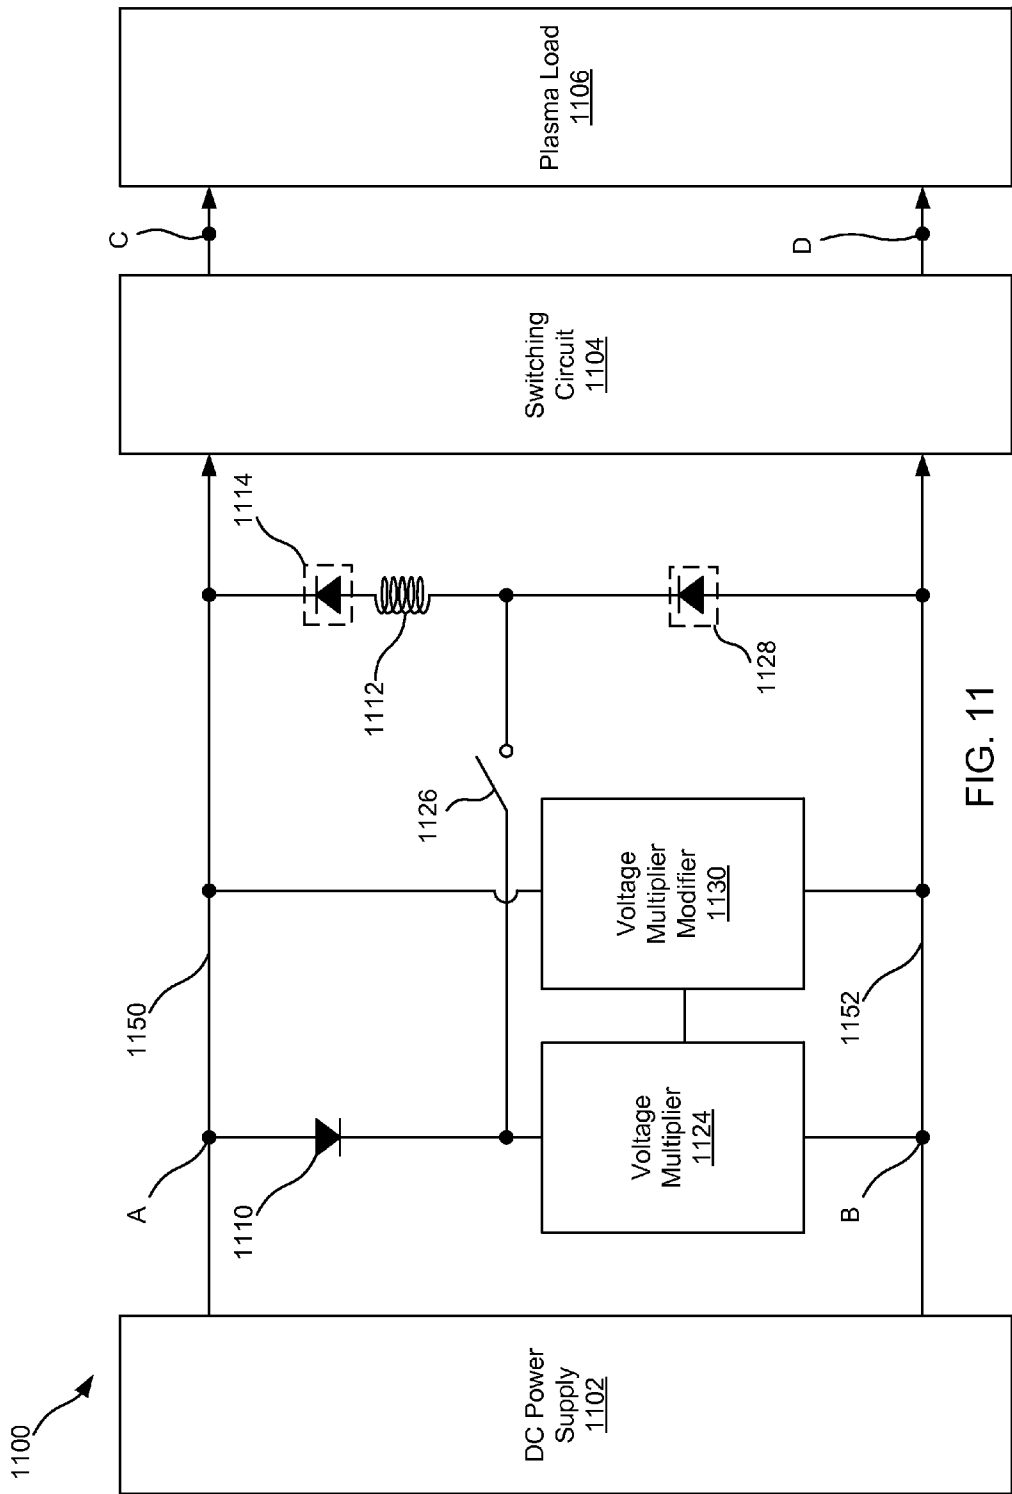 1100
DC Power
Supply
1102
A
1110
1150
Voltage
Multiplier
1124
B
Voltage
Multiplier
Modifier
1130
1152
1126
1112
1114
1128
Switching
Circuit
1104
C
D
Plasma Load
1106
FIG. 11